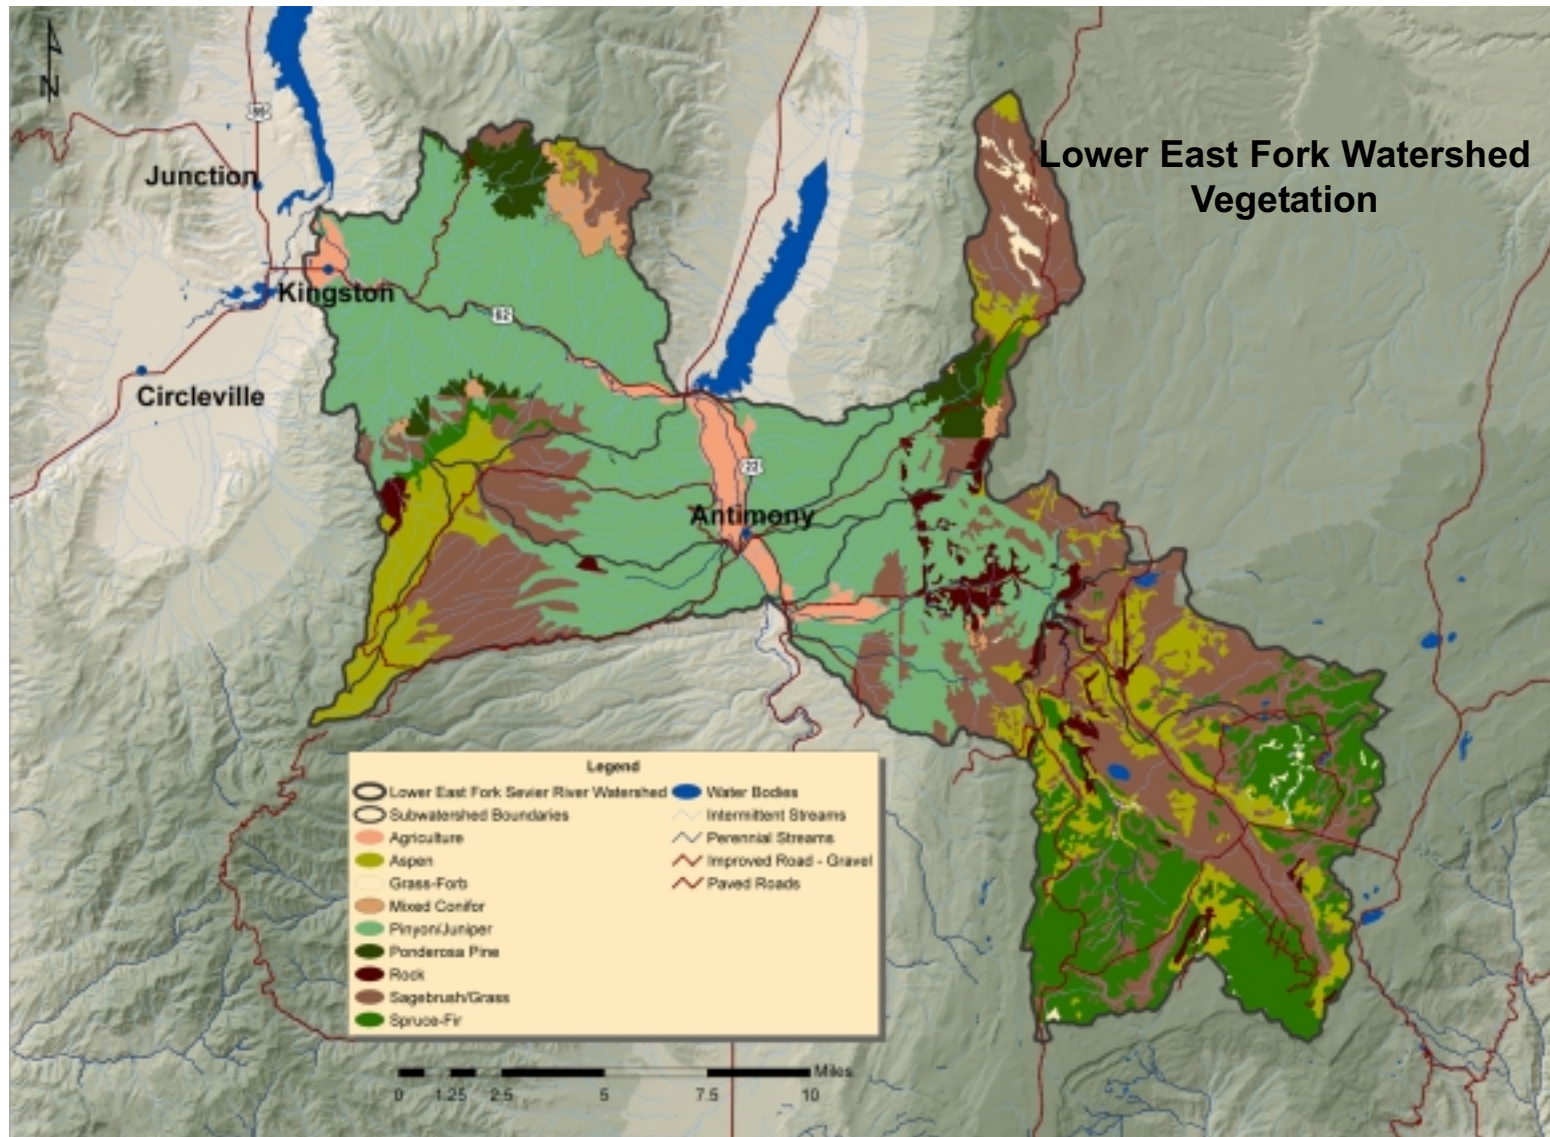 N
Lower East Fork Watershed
Vegetation
Junction
Kingston
62
Circleville
22
Antimony
Legend
Lower East Fork Sevier River Watershed
Subwatershed Boundaries
Agriculture
Aspen
Grass-Forb
Mixed Conifor
Pinyon/Juniper
Ponderosa Pine
Rock
Sagebrush/Grass
Spruce-Fir
Water Bodies
Intermittent Streams
Perennial Streams
Improved Road - Gravel
Paved Roads
Miles
0 1.25 2.5 5 7.5 10